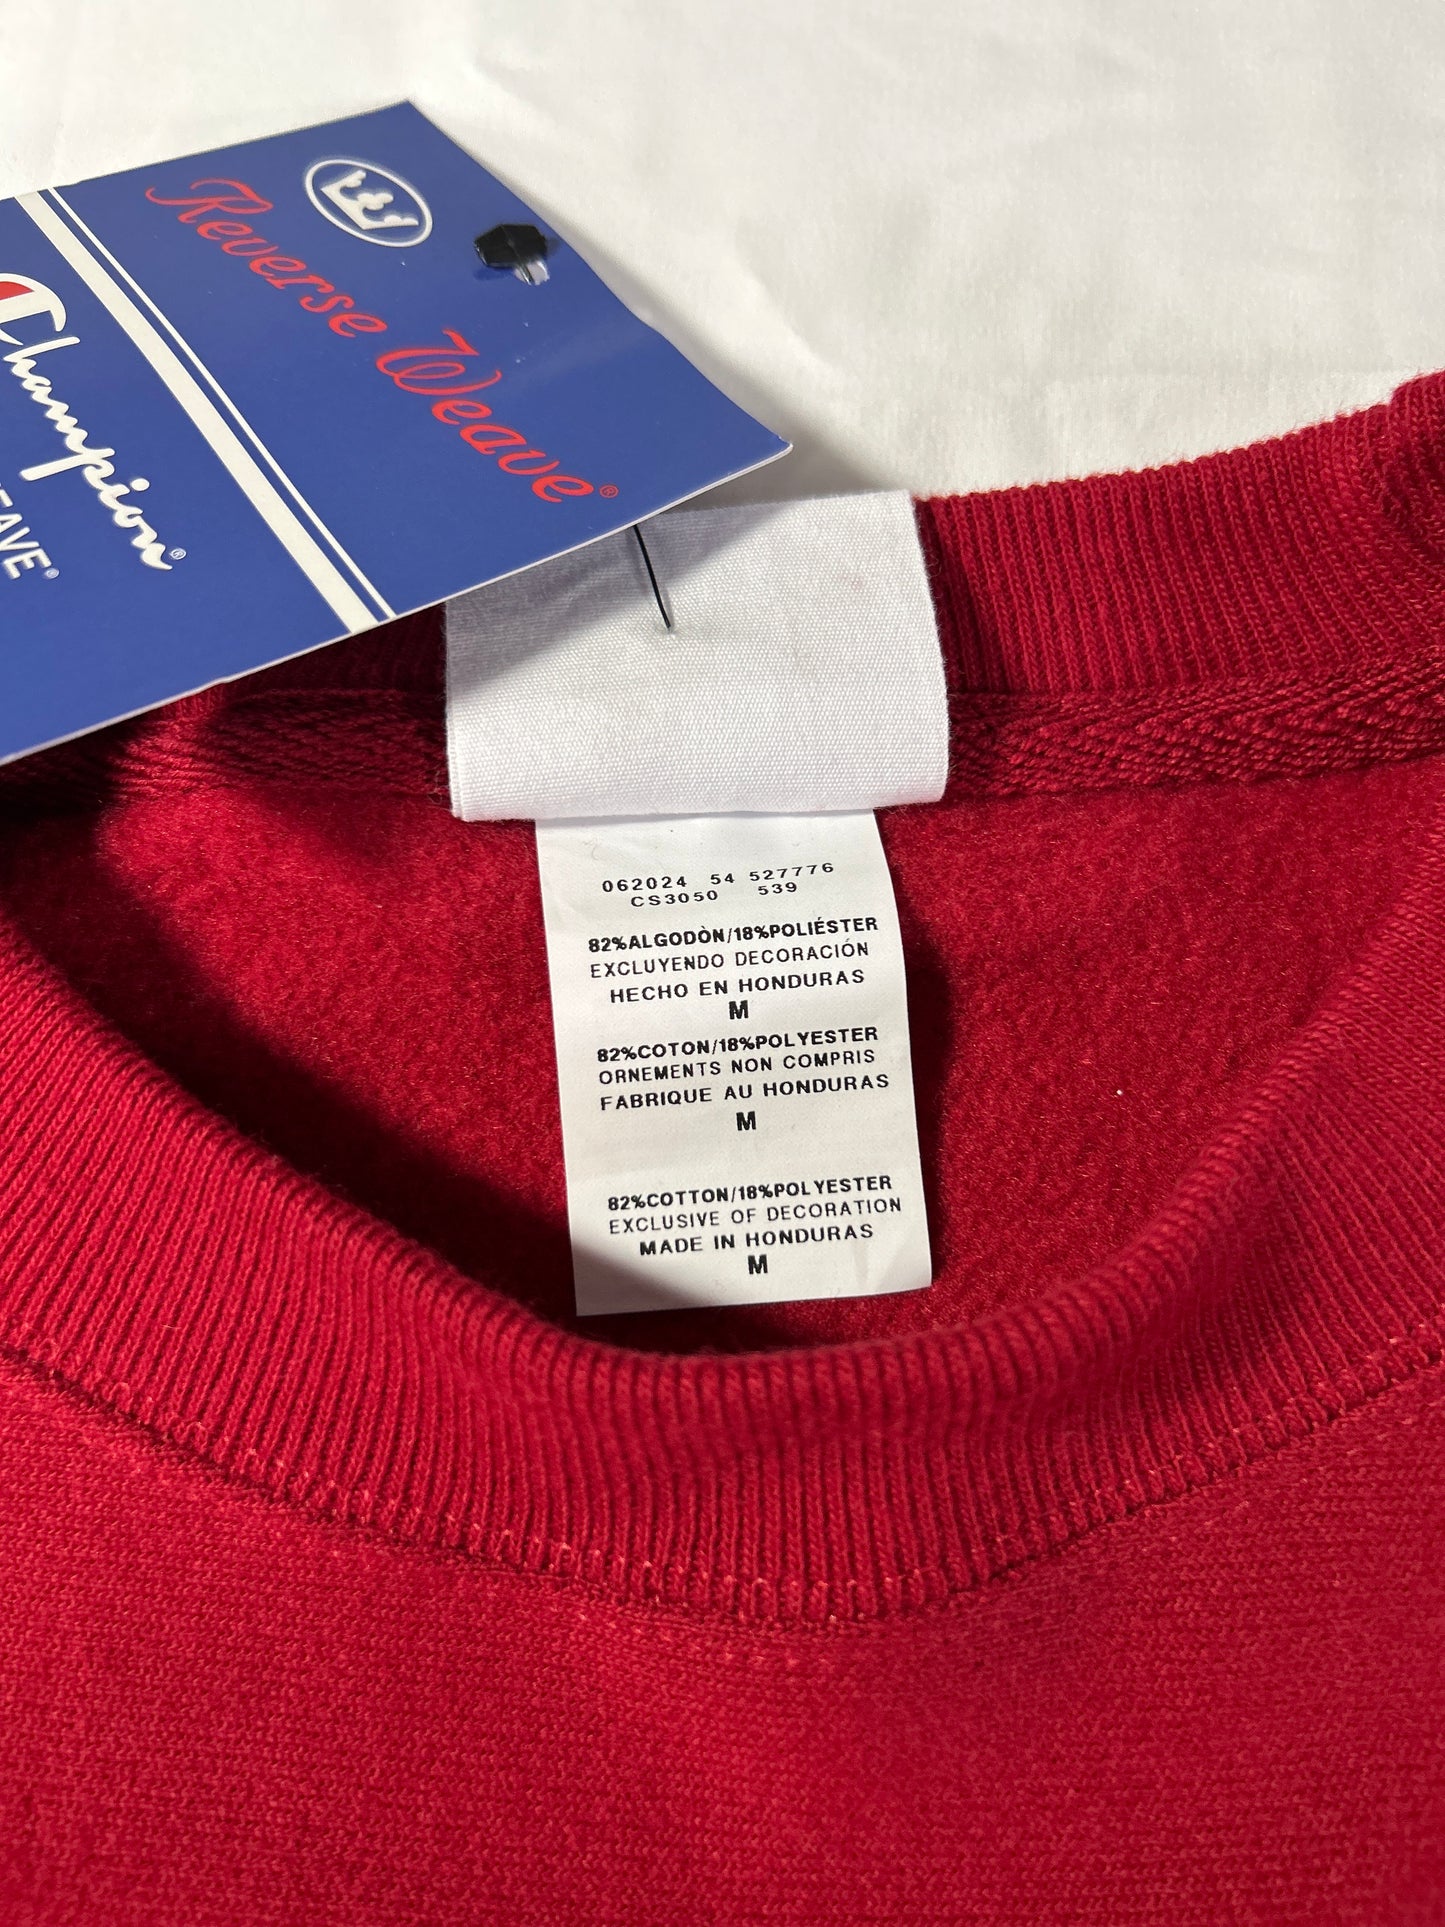 Reverse Weave®
Champion®
EAVE®
062024 54 527776
CS3050 539
82%ALGODÒN/18%POLIÉSTER
EXCLUYENDO DECORACIÓN
HECHO EN HONDURAS
M
82%COTON/18%POLYESTER
ORNEMENTS NON COMPRIS
FABRIQUE AU HONDURAS
M
82%COTTON/18%POLYESTER
EXCLUSIVE OF DECORATION
MADE IN HONDURAS
M